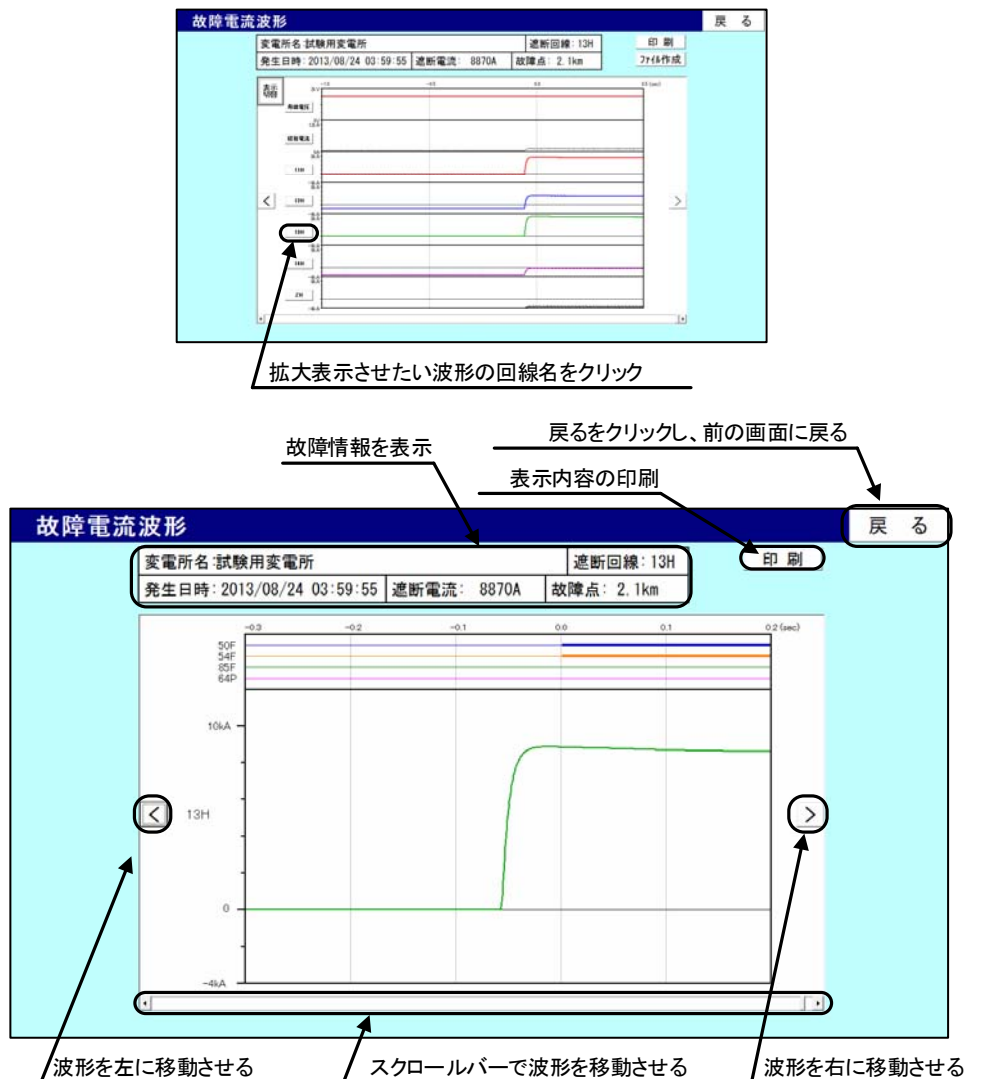 故障電流波形
戻 る
変電所名:試験用変電所
遮断回線:13H
印 刷
発生日時:2013/08/24 03:59:55
遮断電流: 8870A
故障点: 2.1km
ファイル作成
表示切替
拡大表示させたい波形の回線名をクリック
戻るをクリックし、前の画面に戻る
故障情報を表示
表示内容の印刷
故障電流波形
戻 る
変電所名:試験用変電所
遮断回線:13H
印 刷
発生日時:2013/08/24 03:59:55
遮断電流: 8870A
故障点: 2.1km
-0.3
-0.2
-0.1
0.0
0.1
0.2 (sec)
50F
54F
85F
64P
10kA
13H
0
-4kA
<
>
波形を左に移動させる
スクロールバーで波形を移動させる
波形を右に移動させる